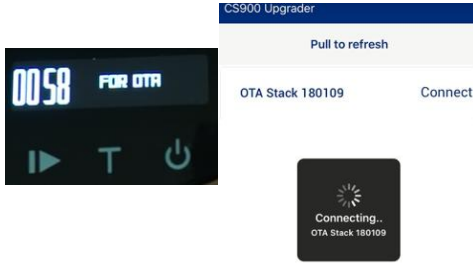 0058 FOR OTA
T
CS900 Upgrader
Pull to refresh
OTA Stack 180109 Connect
Connecting..
OTA Stack 180109